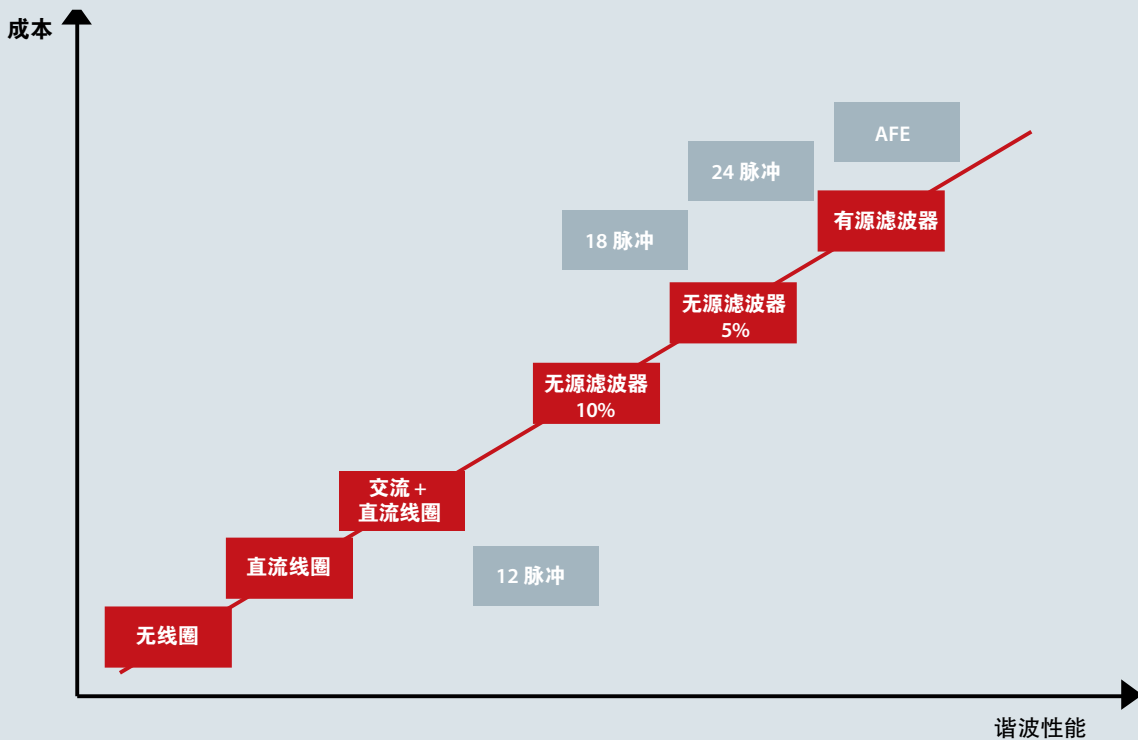 成本
AFE
24 脉冲
有源滤波器
18 脉冲
无源滤波器
5%
无源滤波器
10%
交流 +
直流线圈
直流线圈
12 脉冲
无线圈
谐波性能